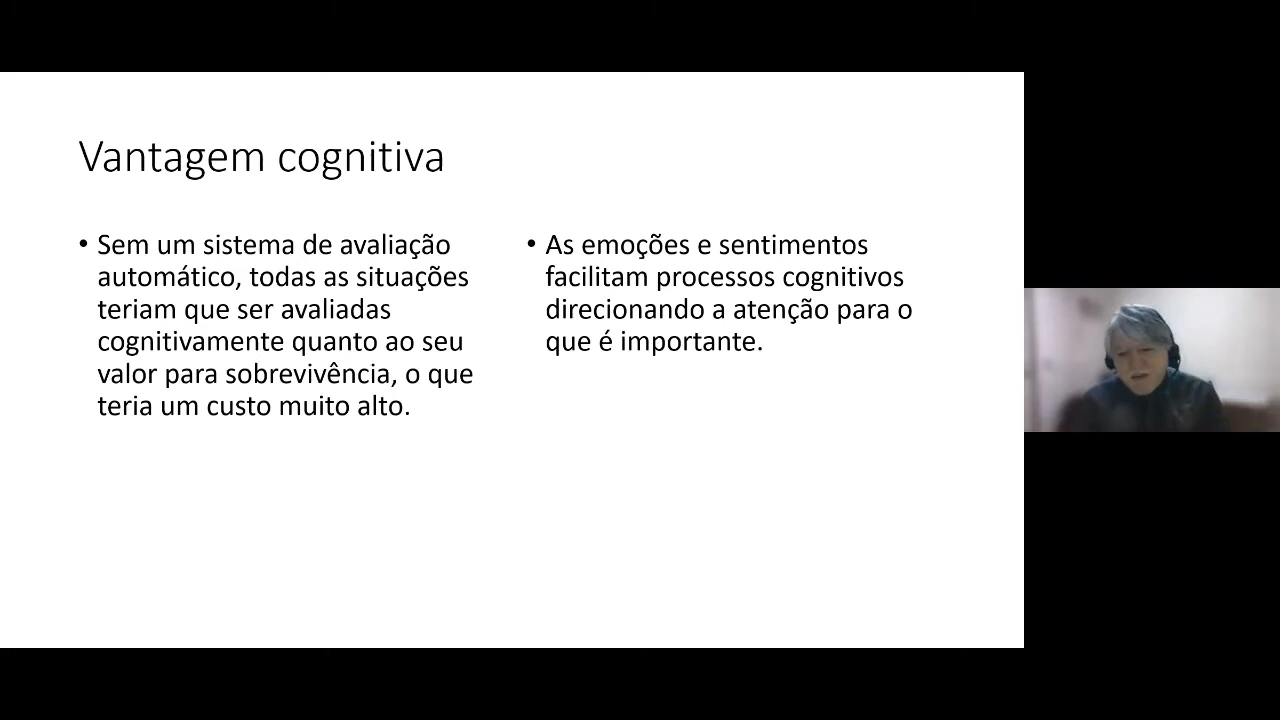 Vantagem cognitiva
• Sem um sistema de avaliação
automático, todas as situações
teriam que ser avaliadas
cognitivamente quanto ao seu
valor para sobrevivência, o que
teria um custo muito alto.
• As emoções e sentimentos
facilitam processos cognitivos
direcionando a atenção para o
que é importante.